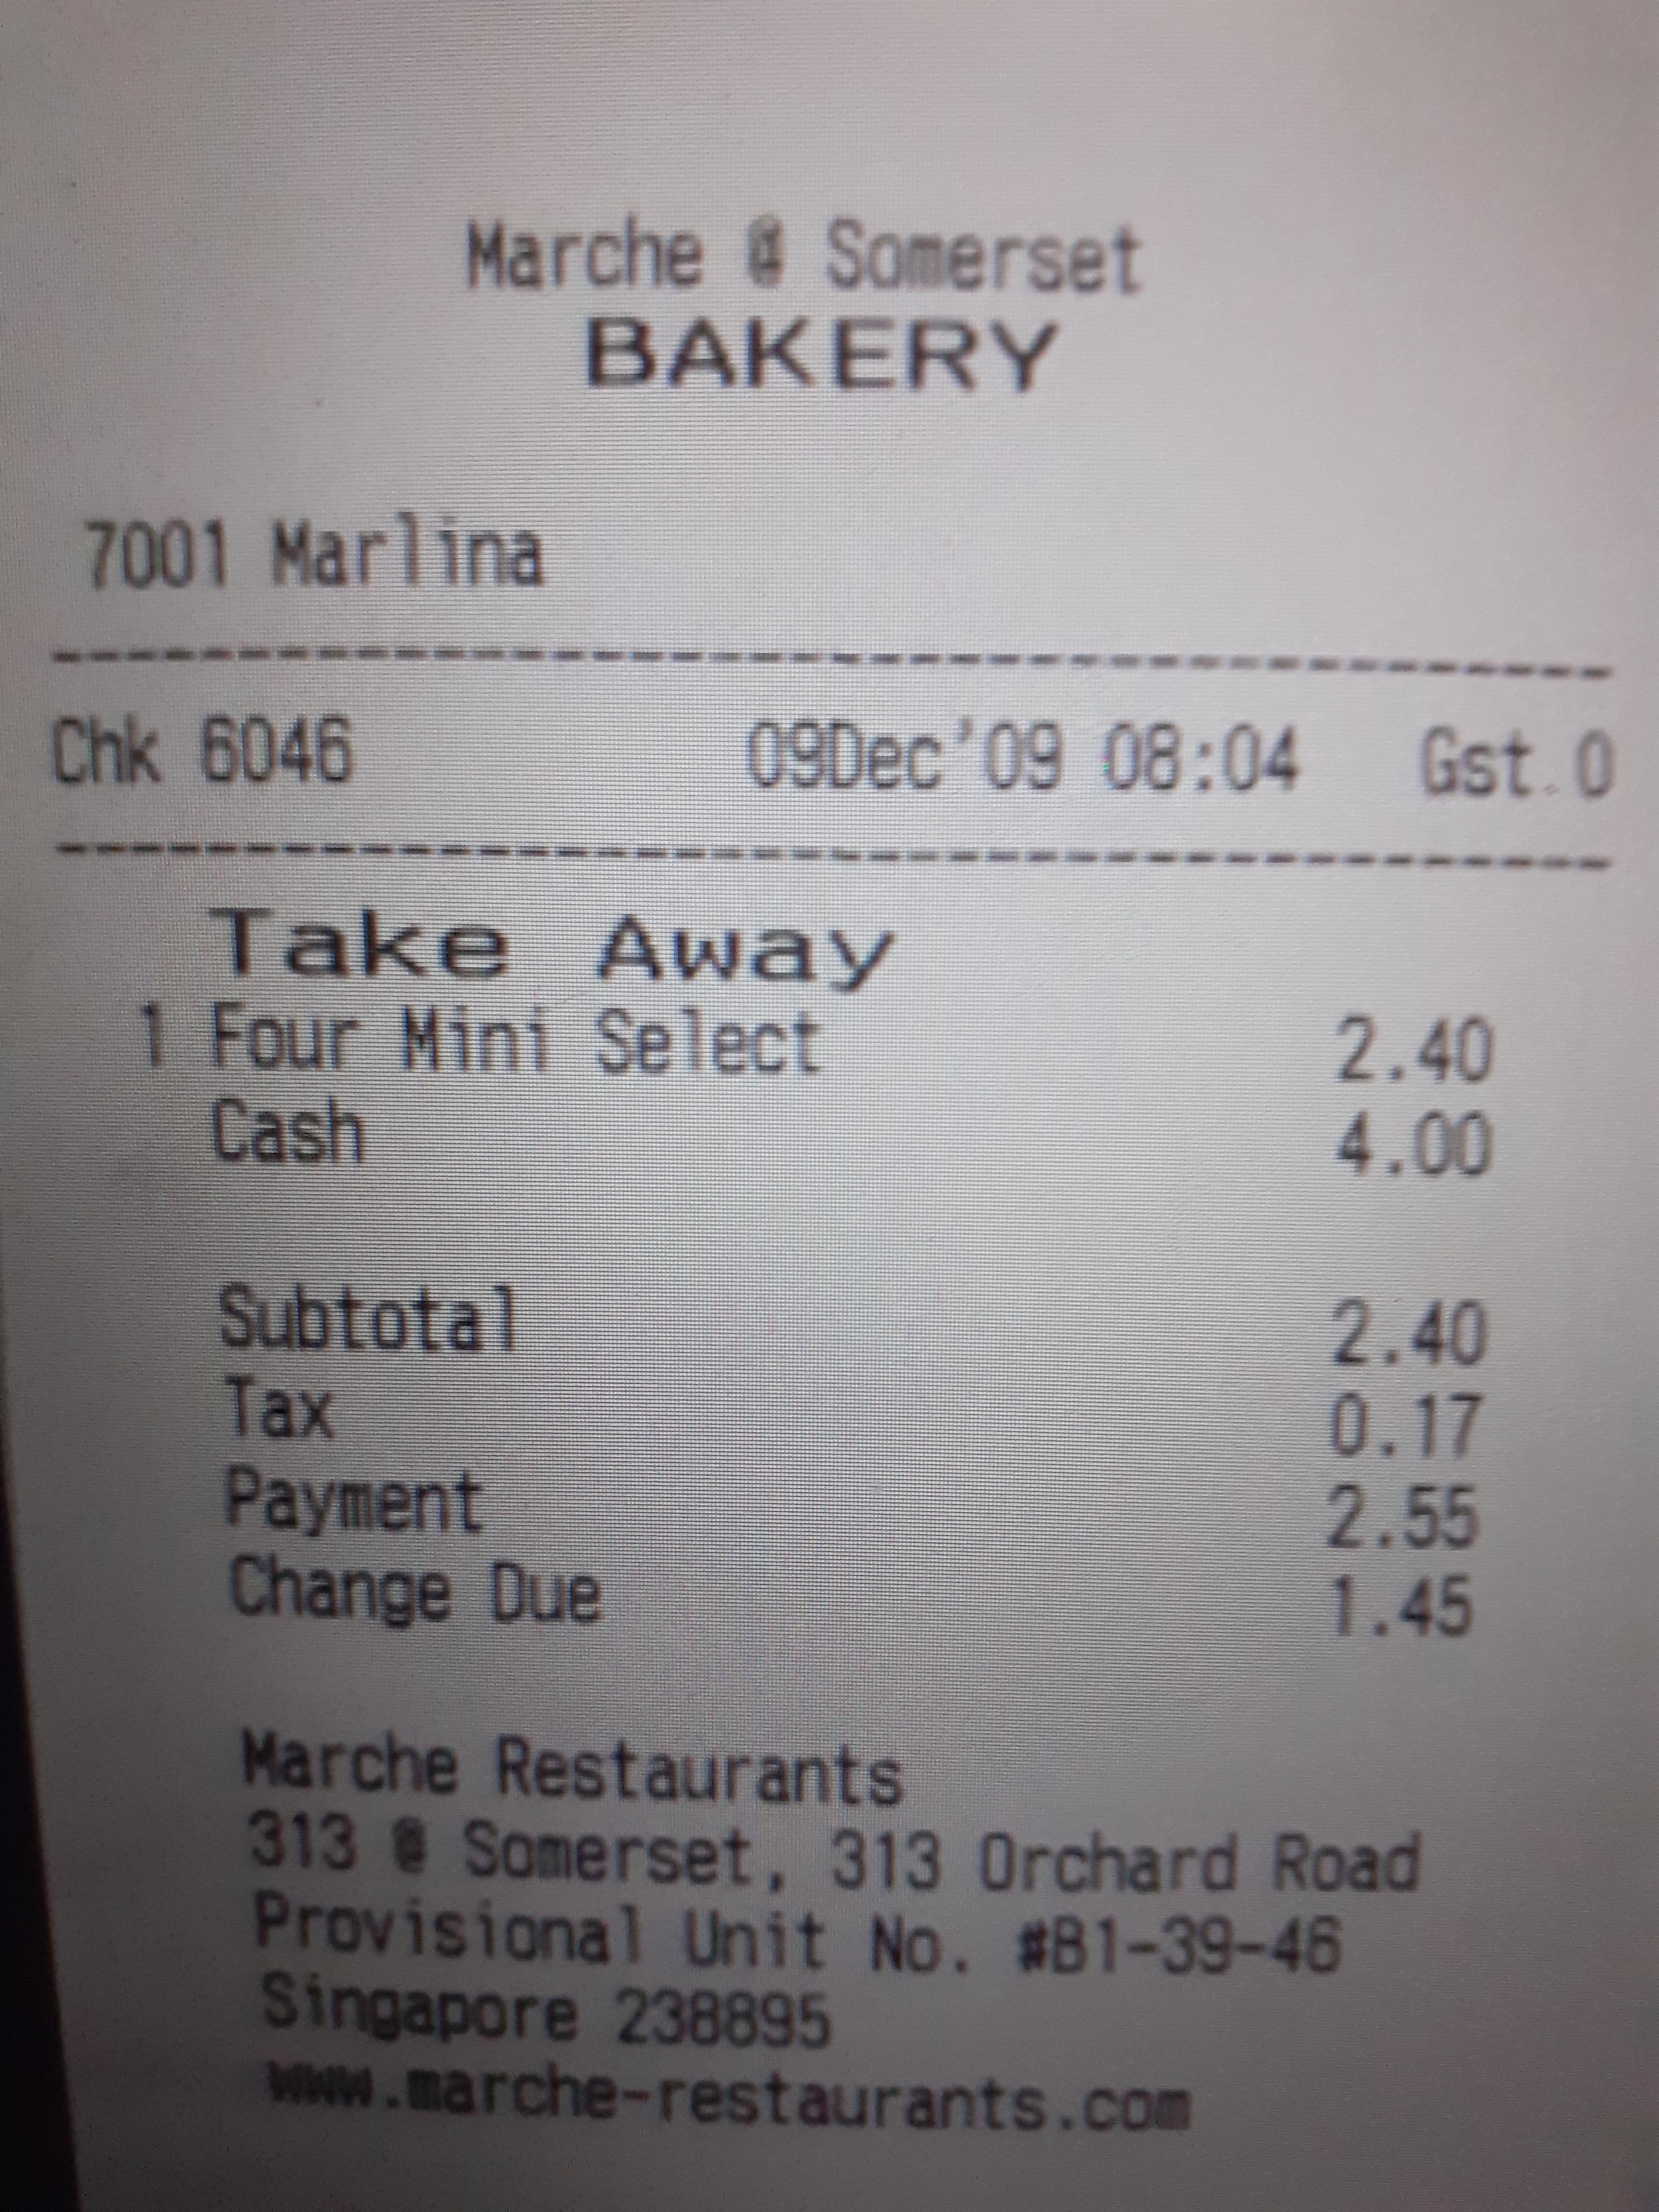 Marche @ Somerset
BAKERY
7001 Marlina
Chk 6046 09Dec'09 08:04 Gst 0
Take Away
1 Four Mini Select 2.40
Cash 4.00
Subtotal 2.40
Tax 0.17
Payment 2.55
Change Due 1.45
Marche Restaurants
313 @ Somerset, 313 Orchard Road
Provisional Unit No. #B1-39-46
Singapore 238895
www.marche-restaurants.com